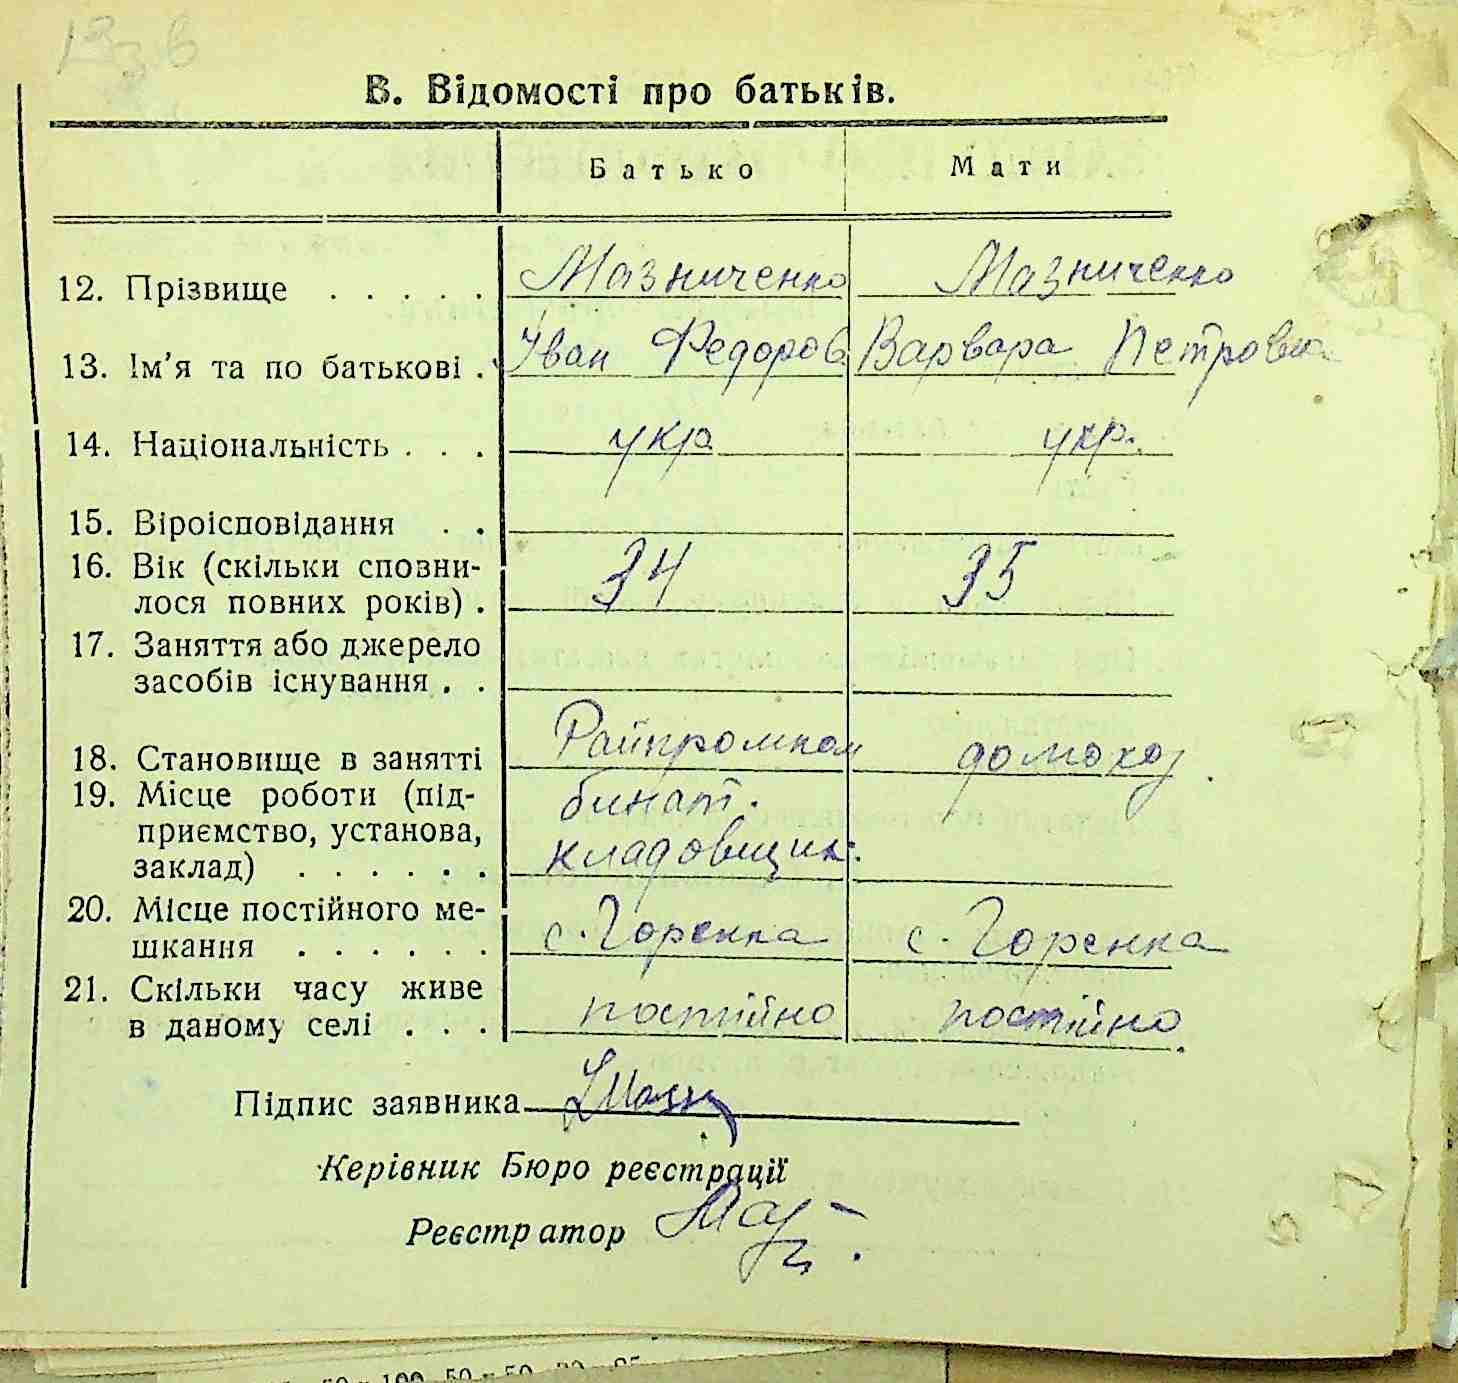 В. Відомості про батьків.
Батько Мати
12. Прізвище . . . . . Мазниченко Мазниченко
13. Ім'я та по батькові . Іван Федоров Варвара Петровна
14. Національність . . . укр укр.
15. Віроісповідання . .
16. Вік (скільки сповни-
лося повних років) . 34 35
17. Заняття або джерело
засобів існування . .
18. Становище в занятті Райпромком домохоз.
19. Місце роботи (під- бинат.
приємство, установа, кладовщик.
заклад) . . . . . .
20. Місце постійного ме-
шкання . . . . . . с. Горенка с. Горенка
21. Скільки часу живе
в даному селі . . . постійно постійно.
Підпис заявника
Керівник Бюро реєстрації
Реєстратор